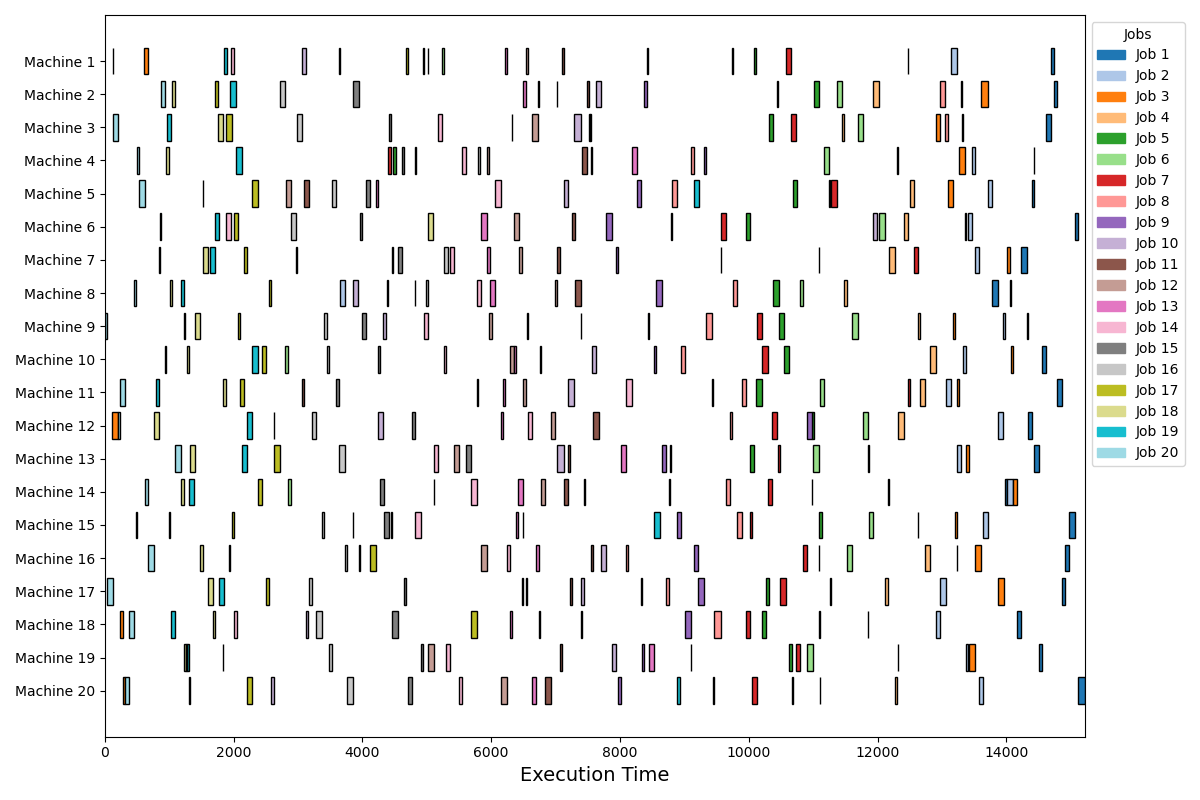 Machine 1
Machine 2
Machine 3
Machine 4
Machine 5
Machine 6
Machine 7
Machine 8
Machine 9
Machine 10
Machine 11
Machine 12
Machine 13
Machine 14
Machine 15
Machine 16
Machine 17
Machine 18
Machine 19
Machine 20
0 2000 4000 6000 8000 10000 12000 14000
Execution Time
Jobs
Job 1
Job 2
Job 3
Job 4
Job 5
Job 6
Job 7
Job 8
Job 9
Job 10
Job 11
Job 12
Job 13
Job 14
Job 15
Job 16
Job 17
Job 18
Job 19
Job 20